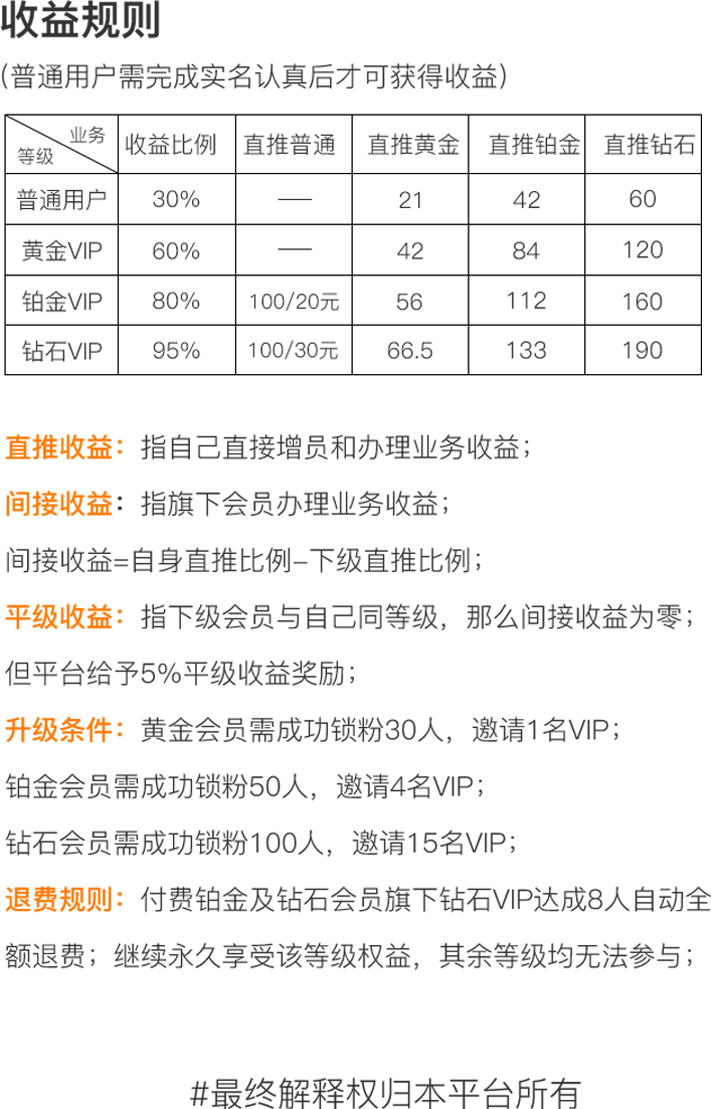 收益规则
(普通用户需完成实名认真后才可获得收益)
业务
等级 收益比例 直推普通 直推黄金 直推铂金 直推钻石
普通用户 30% — 21 42 60
黄金VIP 60% — 42 84 120
铂金VIP 80% 100/20元 56 112 160
钻石VIP 95% 100/30元 66.5 133 190
直推收益：指自己直接增员和办理业务收益；
间接收益：指旗下会员办理业务收益；
间接收益=自身直推比例-下级直推比例；
平级收益：指下级会员与自己同等级，那么间接收益为零；
但平台给予5%平级收益奖励；
升级条件：黄金会员需成功锁粉30人，邀请1名VIP；
铂金会员需成功锁粉50人，邀请4名VIP；
钻石会员需成功锁粉100人，邀请15名VIP；
退费规则：付费铂金及钻石会员旗下钻石VIP达成8人自动全
额退费；继续永久享受该等级权益，其余等级均无法参与；
#最终解释权归本平台所有